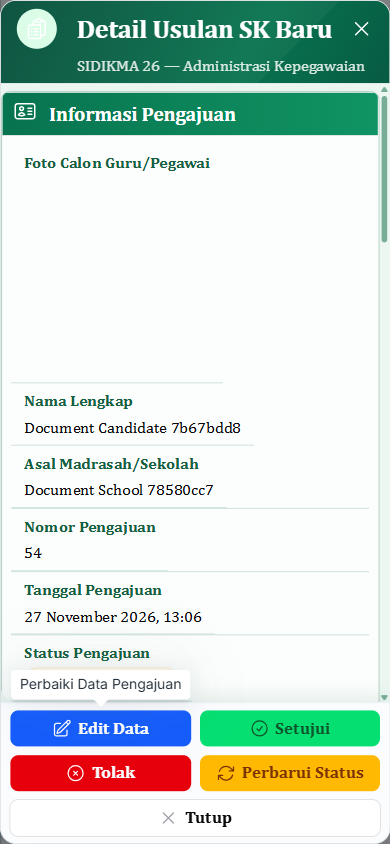 Detail Usulan SK Baru
SIDIKMA 26 — Administrasi Kepegawaian
Informasi Pengajuan
Foto Calon Guru/Pegawai
Nama Lengkap
Document Candidate 7b67bdd8
Asal Madrasah/Sekolah
Document School 78580cc7
Nomor Pengajuan
54
Tanggal Pengajuan
27 November 2026, 13:06
Status Pengajuan
Perbaiki Data Pengajuan
Edit Data
Setujui
Tolak
Perbarui Status
Tutup